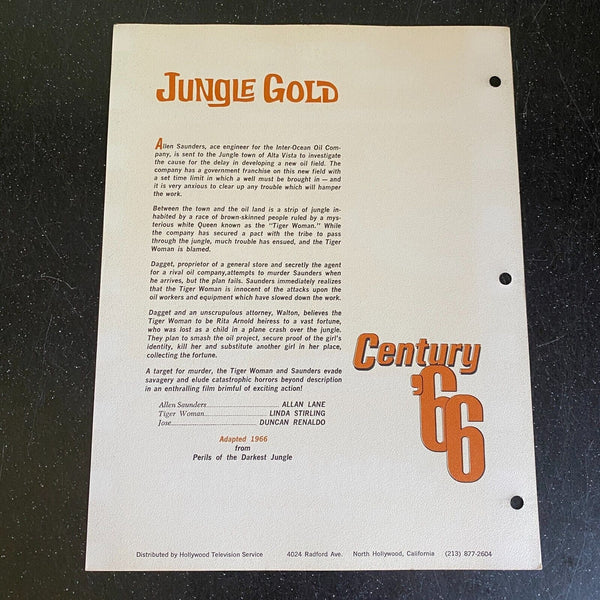 JUNGLE GOLD
Allen Saunders, ace engineer for the Inter-Ocean Oil Com-
pany, is sent to the Jungle town of Alta Vista to investigate
the cause for the delay in developing a new oil field. The
company has a government franchise on this new field with
a set time limit in which a well must be brought in — and
it is very anxious to clear up any trouble which will hamper
the work.
Between the town and the oil land is a strip of jungle in-
habited by a race of brown-skinned people ruled by a mys-
terious white Queen known as the "Tiger Woman." While
the company has secured a pact with the tribe to pass
through the jungle, much trouble has ensued, and the Tiger
Woman is blamed.
Dagget, proprietor of a general store and secretly the agent
for a rival oil company,attempts to murder Saunders when
he arrives, but the plan fails. Saunders immediately realizes
that the Tiger Woman is innocent of the attacks upon the
oil workers and equipment which have slowed down the work.
Dagget and an unscrupulous attorney, Walton, believes the
Tiger Woman to be Rita Arnold heiress to a vast fortune,
who was lost as a child in a plane crash over the jungle.
They plan to smash the oil project, secure proof of the girl's
identity, kill her and substitute another girl in her place,
collecting the fortune.
A target for murder, the Tiger Woman and Saunders evade
savagery and elude catastrophic horrors beyond description
in an enthralling film brimful of exciting action!
Allen Saunders........................ALLAN LANE
Tiger Woman........................LINDA STIRLING
Jose........................DUNCAN RENALDO
Adapted 1966
from
Perils of the Darkest Jungle
Century
'66
Distributed by Hollywood Television Service 4024 Radford Ave. North Hollywood, California (213) 877-2604